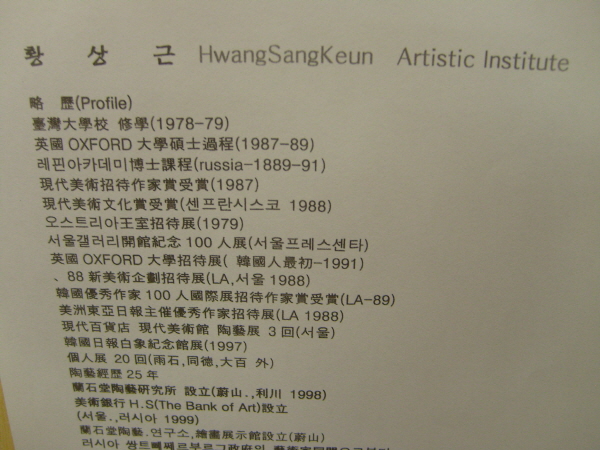 황 상 근 HwangSangKeun Artistic Institute
略 歷(Profile)
臺灣大學校 修學(1978-79)
英國 OXFORD 大學碩士過程(1987-89)
레핀아카데미博士課程(russia-1889-91)
現代美術招待作家賞受賞(1987)
現代美術文化賞受賞(센프란시스코 1988)
오스트리아王室招待展(1979)
서울갤러리開館紀念 100 人展(서울프레스센타)
英國 OXFORD 大學招待展( 韓國人最初-1991)
、88 新美術企劃招待展(LA,서울 1988)
韓國優秀作家 100 人國際展招待作家賞受賞(LA-89)
美洲東亞日報主催優秀作家招待展(LA 1988)
現代百貨店 現代美術館 陶藝展 3 回(서울)
韓國日報白象紀念館展(1997)
個人展 20 回(雨石,同德,大百 外)
陶藝經歷 25 年
蘭石堂陶藝硏究所 設立(蔚山.,利川 1998)
美術銀行 H.S(The Bank of Art)設立
(서울.,러시아 1999)
蘭石堂陶藝.연구소,繪畫展示館設立(蔚山)
러시아